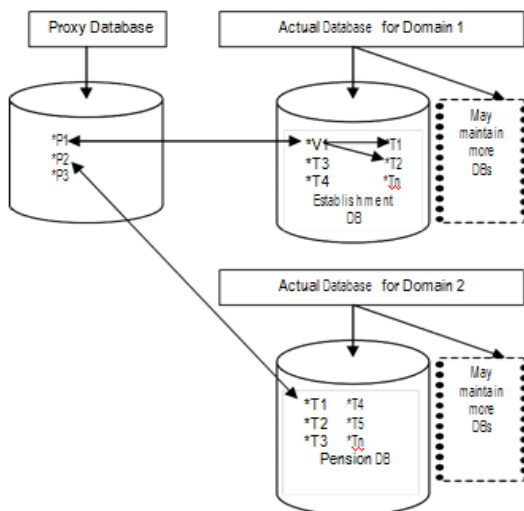 Proxy Database
Actual Database for Domain 1
*P1
*P2
*P3
*V1 *T1
*T3 *T2
*T4 *Tn
Establishment
DB
May
maintain
more
DBs
Actual Database for Domain 2
*T1 *T4
*T2 *T5
*T3 *Tn
Pension DB
May
maintain
more
DBs